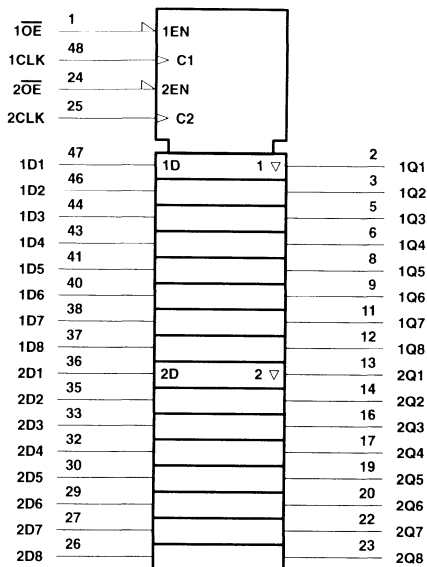 1OE 1 1EN
1CLK 48 C1
2OE 24 2EN
2CLK 25 C2
1D1 47 1D 1 ▽ 2 1Q1
1D2 46 3 1Q2
1D3 44 5 1Q3
1D4 43 6 1Q4
1D5 41 8 1Q5
1D6 40 9 1Q6
1D7 38 11 1Q7
1D8 37 12 1Q8
2D1 36 2D 2 ▽ 13 2Q1
2D2 35 14 2Q2
2D3 33 16 2Q3
2D4 32 17 2Q4
2D5 30 19 2Q5
2D6 29 20 2Q6
2D7 27 22 2Q7
2D8 26 23 2Q8